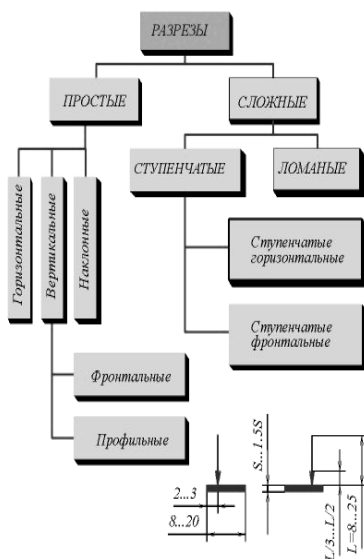 РАЗРЕЗЫ
ПРОСТЫЕ
СЛОЖНЫЕ
СТУПЕНЧАТЫЕ
ЛОМАНЫЕ
Горизонтальные
Вертикальные
Наклонные
Ступенчатые
горизонтальные
Ступенчатые
фронтальные
Фронтальные
Профильные
2...3
8...20
S...1.5S
L/3...L/2
L=8...25